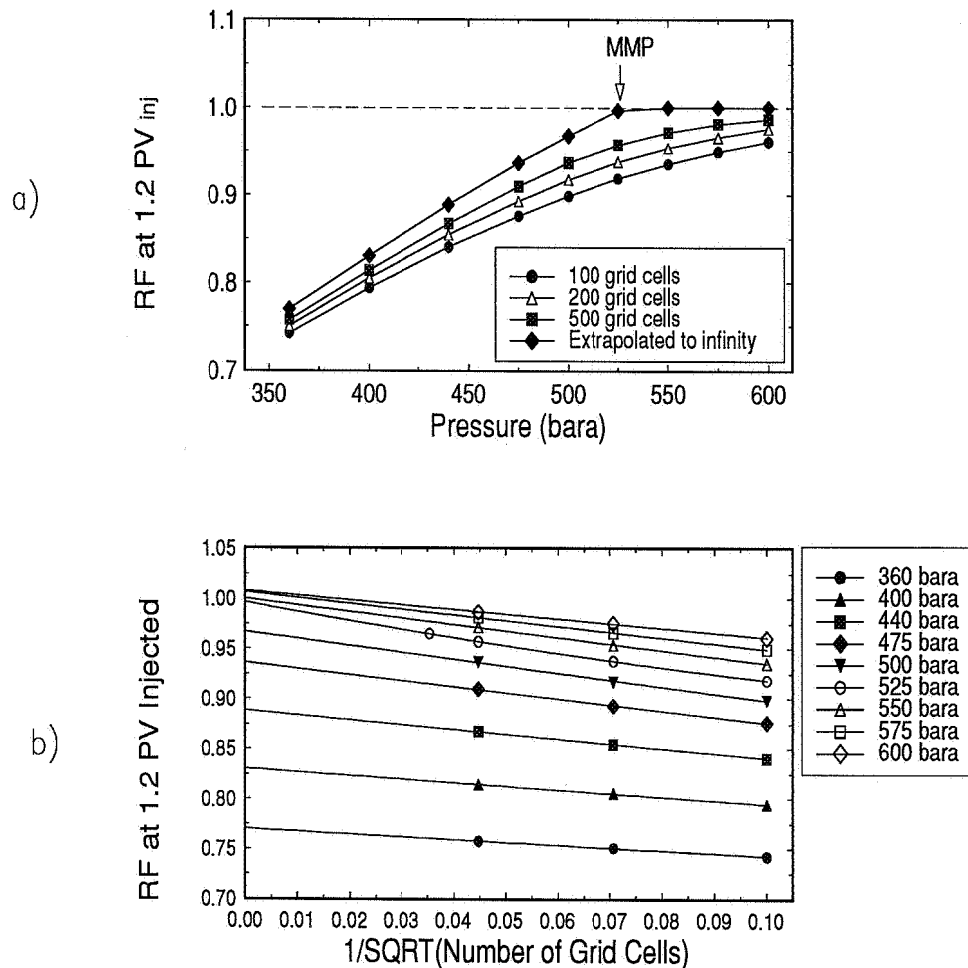 a)
RF at 1.2 PV inj
1.1
1.0
0.9
0.8
0.7
MMP
100 grid cells
200 grid cells
500 grid cells
Extrapolated to infinity
350 400 450 500 550 600
Pressure (bara)
b)
RF at 1.2 PV Injected
1.05
1.00
0.95
0.90
0.85
0.80
0.75
0.70
0.00 0.01 0.02 0.03 0.04 0.05 0.06 0.07 0.08 0.09 0.10
1/SQRT(Number of Grid Cells)
360 bara
400 bara
440 bara
475 bara
500 bara
525 bara
550 bara
575 bara
600 bara